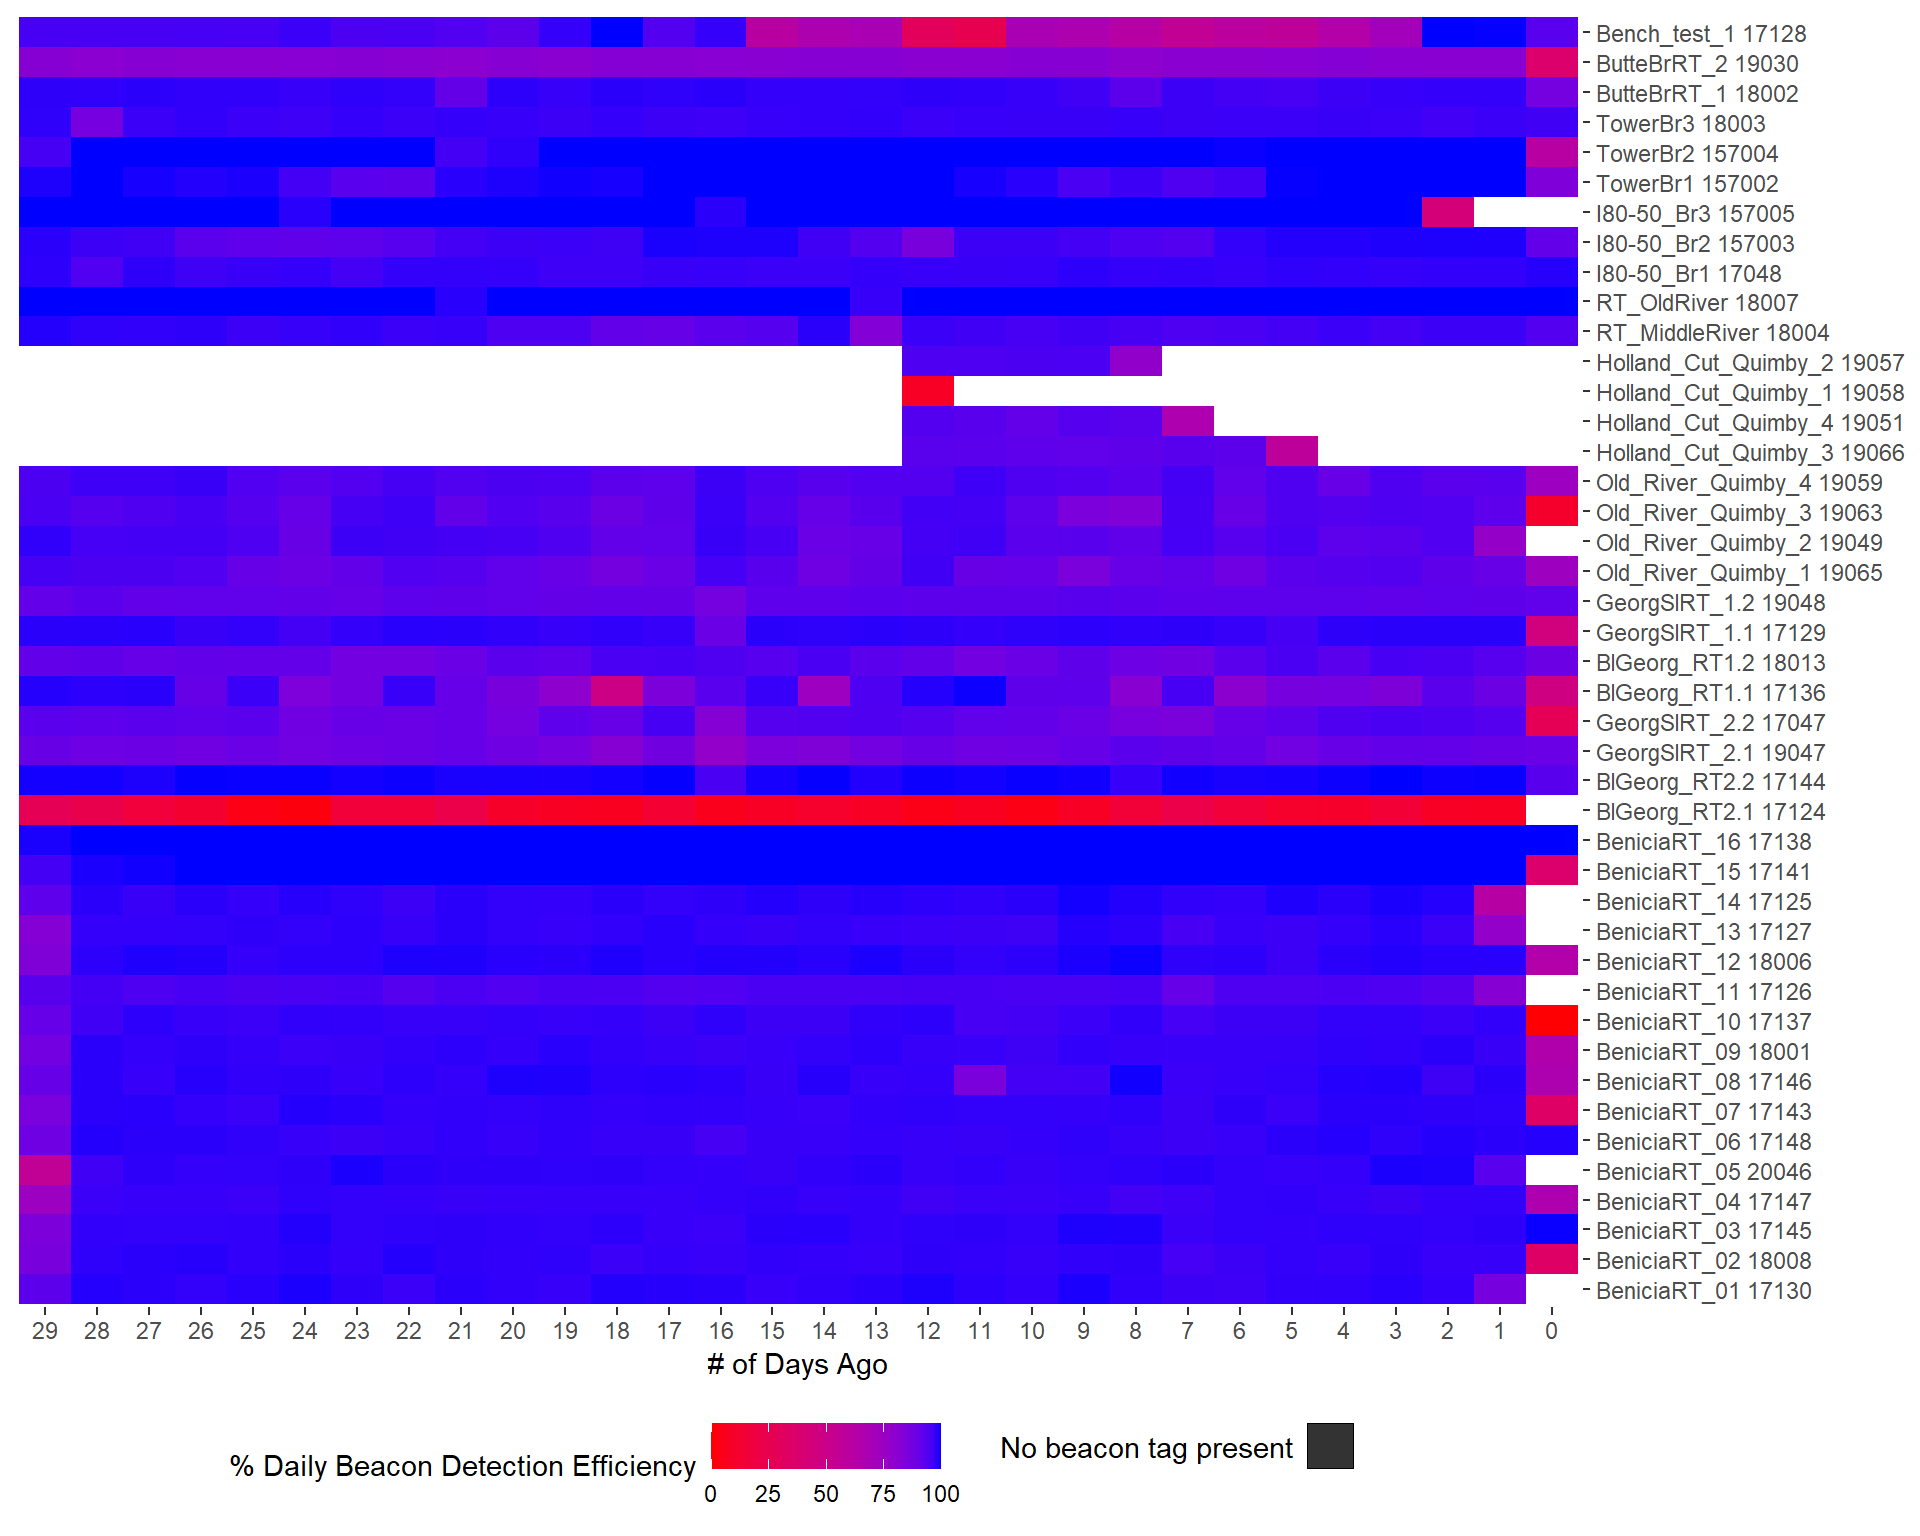 Bench_test_1 17128
ButteBrRT_2 19030
ButteBrRT_1 18002
TowerBr3 18003
TowerBr2 157004
TowerBr1 157002
I80-50_Br3 157005
I80-50_Br2 157003
I80-50_Br1 17048
RT_OldRiver 18007
RT_MiddleRiver 18004
Holland_Cut_Quimby_2 19057
Holland_Cut_Quimby_1 19058
Holland_Cut_Quimby_4 19051
Holland_Cut_Quimby_3 19066
Old_River_Quimby_4 19059
Old_River_Quimby_3 19063
Old_River_Quimby_2 19049
Old_River_Quimby_1 19065
GeorgSlRT_1.2 19048
GeorgSlRT_1.1 17129
BlGeorg_RT1.2 18013
BlGeorg_RT1.1 17136
GeorgSlRT_2.2 17047
GeorgSlRT_2.1 19047
BlGeorg_RT2.2 17144
BlGeorg_RT2.1 17124
BeniciaRT_16 17138
BeniciaRT_15 17141
BeniciaRT_14 17125
BeniciaRT_13 17127
BeniciaRT_12 18006
BeniciaRT_11 17126
BeniciaRT_10 17137
BeniciaRT_09 18001
BeniciaRT_08 17146
BeniciaRT_07 17143
BeniciaRT_06 17148
BeniciaRT_05 20046
BeniciaRT_04 17147
BeniciaRT_03 17145
BeniciaRT_02 18008
BeniciaRT_01 17130
29 28 27 26 25 24 23 22 21 20 19 18 17 16 15 14 13 12 11 10 9 8 7 6 5 4 3 2 1 0
# of Days Ago
% Daily Beacon Detection Efficiency
0 25 50 75 100
No beacon tag present